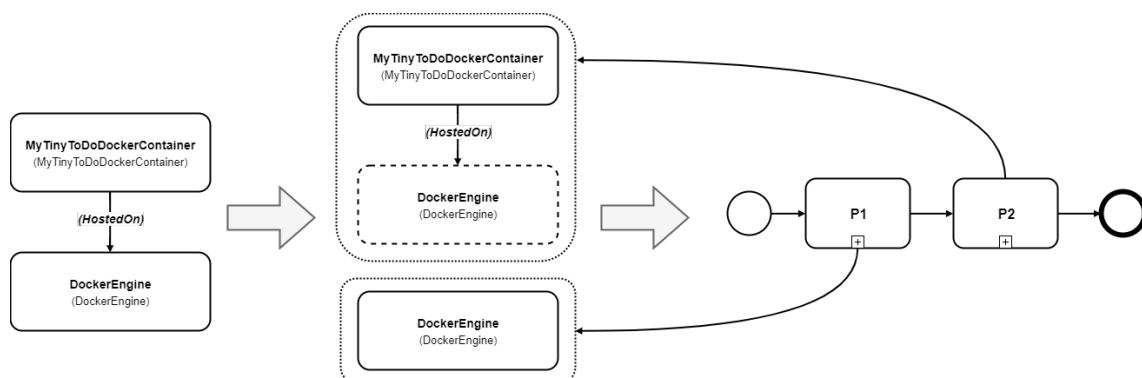 MyTinyToDoDockerContainer
(MyTinyToDoDockerContainer)
(HostedOn)
DockerEngine
(DockerEngine)
MyTinyToDoDockerContainer
(MyTinyToDoDockerContainer)
(HostedOn)
DockerEngine
(DockerEngine)
DockerEngine
(DockerEngine)
P1
+
P2
+